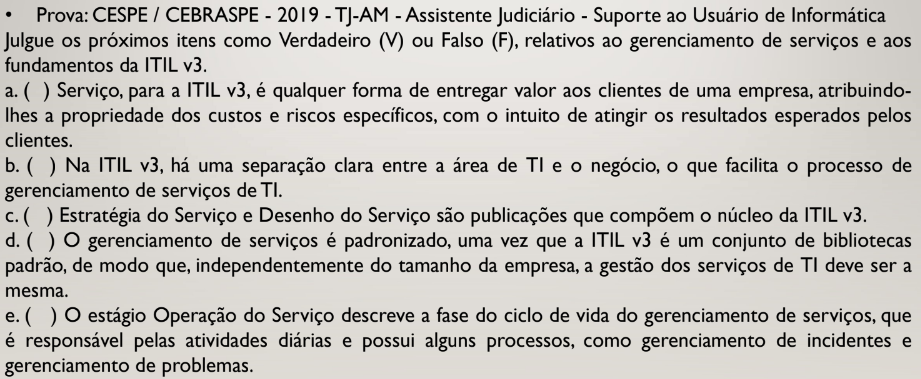 • Prova: CESPE / CEBRASPE - 2019 - TJ-AM - Assistente Judiciário - Suporte ao Usuário de Informática
Julgue os próximos itens como Verdadeiro (V) ou Falso (F), relativos ao gerenciamento de serviços e aos
fundamentos da ITIL v3.
a. ( ) Serviço, para a ITIL v3, é qualquer forma de entregar valor aos clientes de uma empresa, atribuindo-
lhes a propriedade dos custos e riscos específicos, com o intuito de atingir os resultados esperados pelos
clientes.
b. ( ) Na ITIL v3, há uma separação clara entre a área de TI e o negócio, o que facilita o processo de
gerenciamento de serviços de TI.
c. ( ) Estratégia do Serviço e Desenho do Serviço são publicações que compõem o núcleo da ITIL v3.
d. ( ) O gerenciamento de serviços é padronizado, uma vez que a ITIL v3 é um conjunto de bibliotecas
padrão, de modo que, independentemente do tamanho da empresa, a gestão dos serviços de TI deve ser a
mesma.
e. ( ) O estágio Operação do Serviço descreve a fase do ciclo de vida do gerenciamento de serviços, que
é responsável pelas atividades diárias e possui alguns processos, como gerenciamento de incidentes e
gerenciamento de problemas.